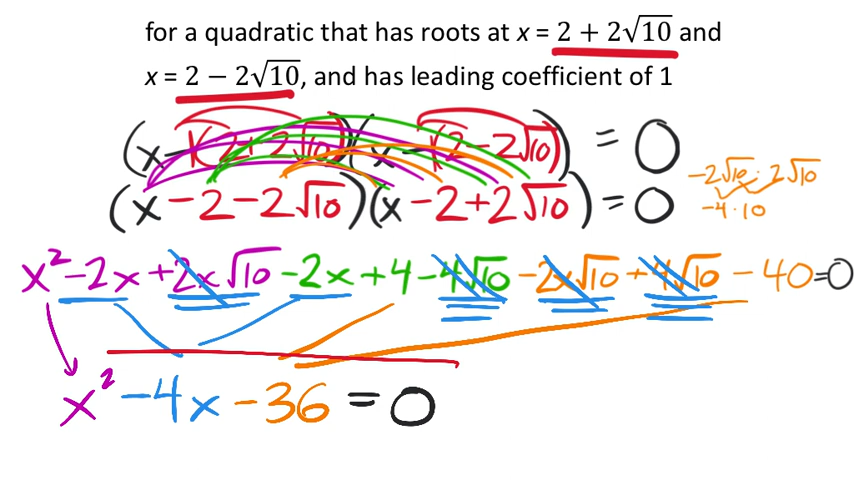 for a quadratic that has roots at x = 2 + 2√10 and
x = 2 − 2√10, and has leading coefficient of 1
(x-(2+2√10))(x-(2-2√10)) = 0
(x-2-2√10)(x-2+2√10) = 0
-2√10 · 2√10
-4·10
x²-2x+2x√10-2x+4-4√10-2x√10+4√10-40=0
x²-4x-36=0